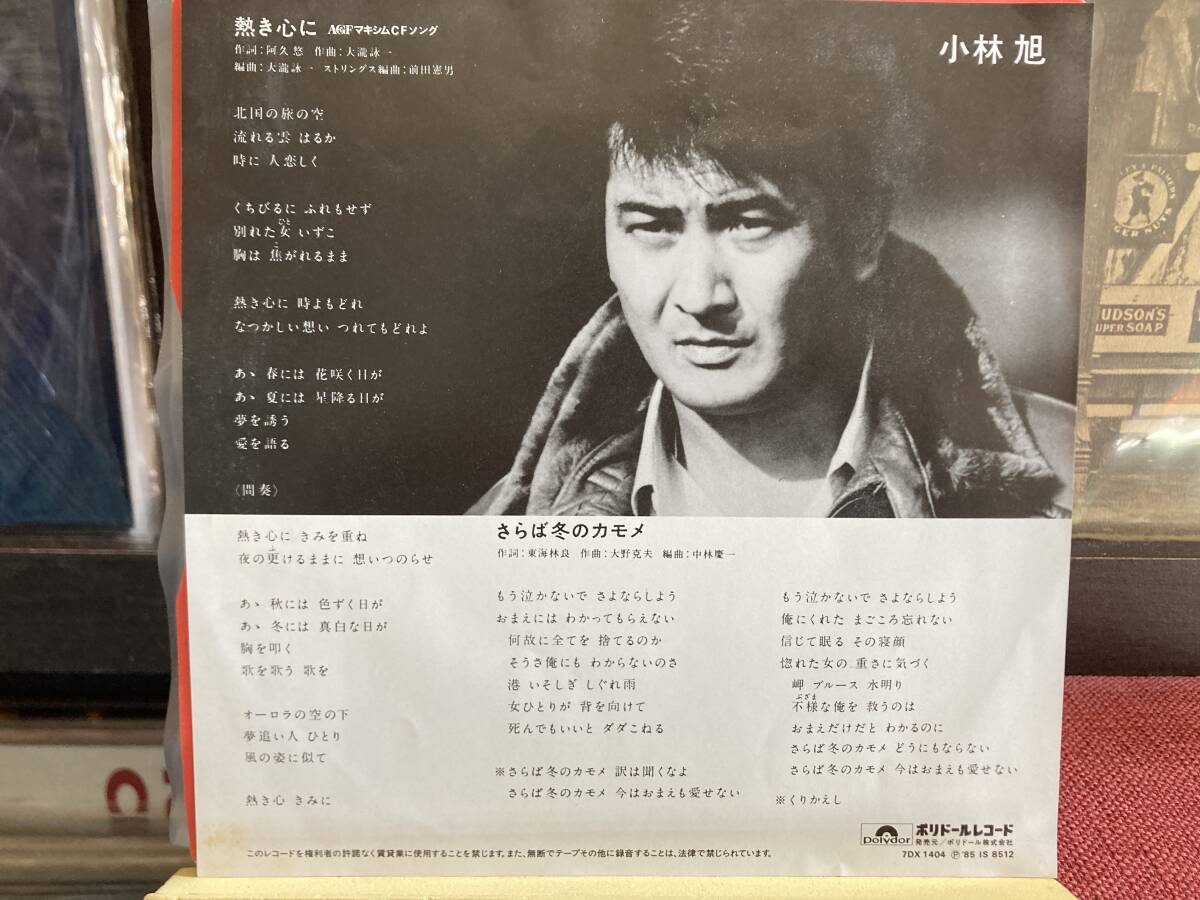 熱き心に AGFマキシムCFソング
作詞：阿久悠 作曲：大瀧詠一
編曲：大瀧詠一 ストリングス編曲：前田憲男
小林 旭
北国の旅の空
流れる雲 はるか
時に 人恋しく
くちびるに ふれもせず
別れた女 いずこ
ひと
胸は 焦がれるまま
こ
熱き心に 時よもどれ
なつかしい想い つれてもどれよ
あゝ 春には 花咲く日が
あゝ 夏には 星降る日が
夢を誘う
愛を語る
〈間奏〉
熱き心に きみを重ね
夜の更けるままに 想いつのらせ
ふ
あゝ 秋には 色ずく日が
あゝ 冬には 真白な日が
胸を叩く
歌を歌う 歌を
オーロラの空の下
夢追い人 ひとり
風の姿に似て
熱き心 きみに
さらば冬のカモメ
作詞：東海林良 作曲：大野克夫 編曲：中林慶一
もう泣かないで さよならしよう
おまえには わかってもらえない
何故に全てを 捨てるのか
そうさ俺にも わからないのさ
港 いそしぎ しぐれ雨
女ひとりが 背を向けて
死んでもいいと ダダこねる
※さらば冬のカモメ 訳は聞くなよ
さらば冬のカモメ 今はおまえも愛せない
もう泣かないで さよならしよう
俺にくれた まごころ忘れない
信じて眠る その寝顔
惚れた女の 重さに気づく
岬 ブルース 水明り
ぶざま
不様な俺を 救うのは
おまえだけだと わかるのに
さらば冬のカモメ どうにもならない
さらば冬のカモメ 今はおまえも愛せない
※くりかえし
polydor ポリドールレコード
発売元／ポリドール株式会社
7DX 1404 Ⓟ'85 IS 8512
このレコードを権利者の許諾なく賃貸業に使用することを禁じます。また、無断でテープその他に録音することは、法律で禁じられています。
GER NUTS
HUDSON'S
UPER SOAP